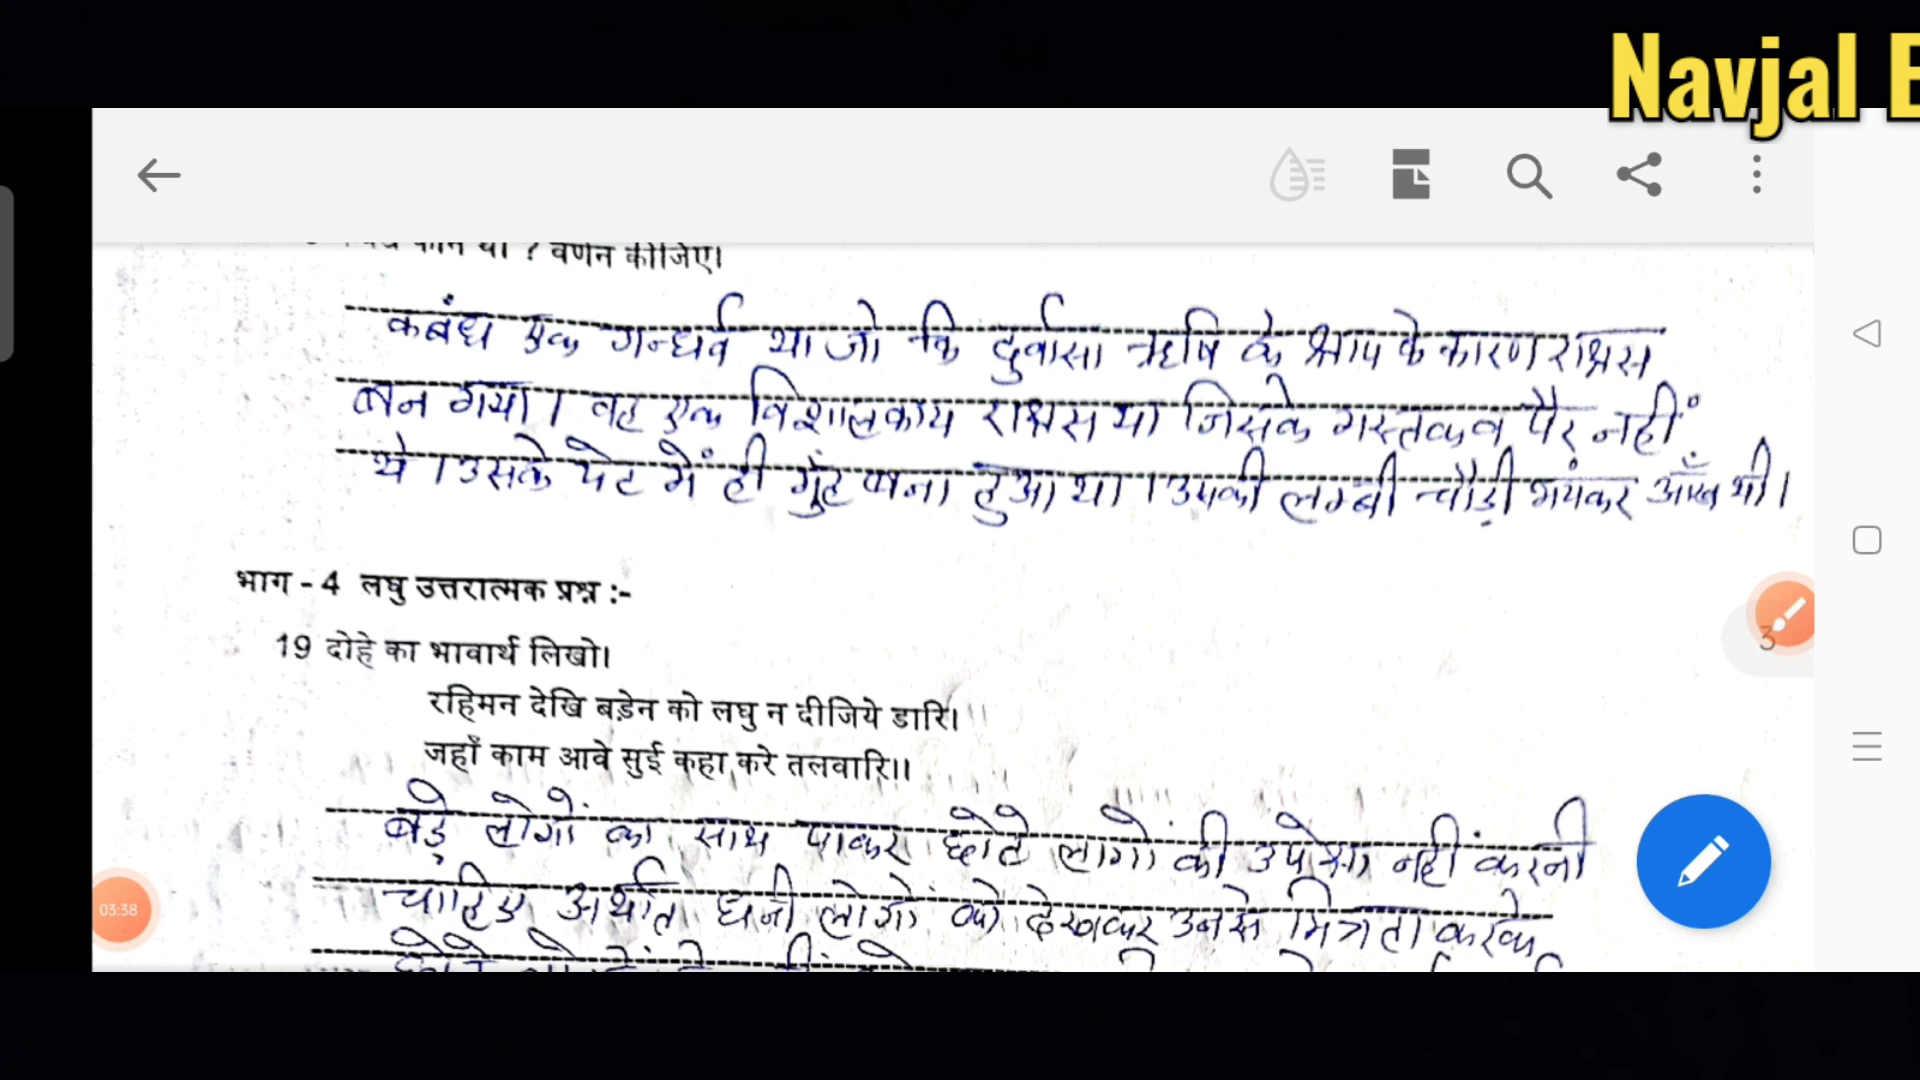 Navjal E
था ? वर्णन कीजिए।
कबंध एक गन्धर्व था जो कि दुर्वासा ऋषि के श्राप के कारण राक्षस
बन गया। वह एक विशालकाय राक्षस था जिसके मस्तक व पैर नहीं
थे। उसके पेट में ही मुँह बना हुआ था। उसकी लम्बी चौड़ी भयंकर आँख थी।
भाग - 4 लघु उत्तरात्मक प्रश्न :-
3
19 दोहे का भावार्थ लिखो।
रहिमन देखि बड़ेन को लघु न दीजिये डारि।
जहाँ काम आवे सुई कहा करे तलवारि।।
बड़े लोगों का साथ पाकर छोटे लोगों की उपेक्षा नहीं करनी
चाहिए अर्थात धनी लोगों को देखकर उनसे मित्रता करके
03:38